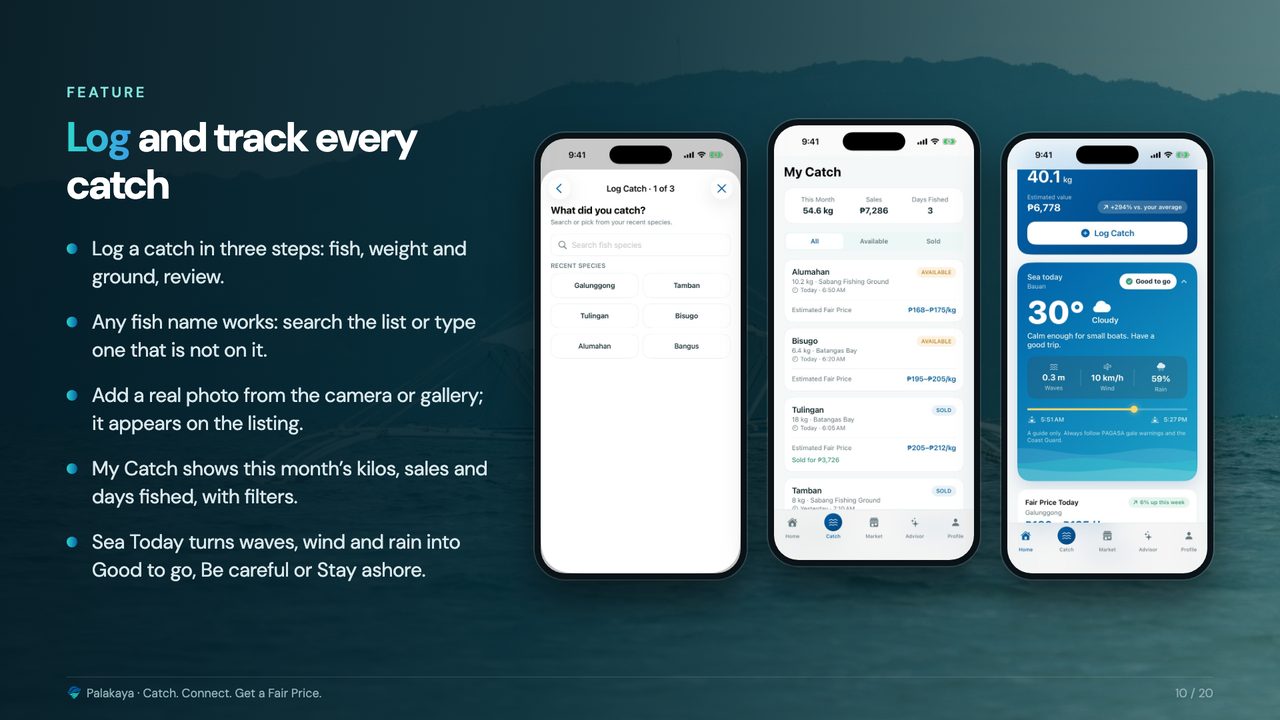 FEATURE
Log and track every
catch
Log a catch in three steps: fish, weight and
ground, review.
Any fish name works: search the list or type
one that is not on it.
Add a real photo from the camera or gallery;
it appears on the listing.
My Catch shows this month's kilos, sales and
days fished, with filters.
Sea Today turns waves, wind and rain into
Good to go, Be careful or Stay ashore.
9:41
Log Catch · 1 of 3
What did you catch?
Search or pick from your recent species.
Search fish species
RECENT SPECIES
Galunggong Tamban
Tulingan Bisugo
Alumahan Bangus
9:41
My Catch
This Month Sales Days Fished
54.6 kg ₱7,286 3
All Available Sold
Alumahan AVAILABLE
10.2 kg · Sabang Fishing Ground
Today · 6:50 AM
Estimated Fair Price ₱168–₱175/kg
Bisugo AVAILABLE
6.4 kg · Batangas Bay
Today · 6:20 AM
Estimated Fair Price ₱195–₱205/kg
Tulingan SOLD
18 kg · Batangas Bay
Today · 6:05 AM
Estimated Fair Price ₱205–₱212/kg
Sold for ₱3,726
Tamban SOLD
8 kg · Sabang Fishing Ground
Yesterday · 7:10 AM
Home Catch Market Advisor Profile
9:41
40.1 kg
Estimated value
₱6,778 +294% vs. your average
Log Catch
Sea today
Bauan
Good to go
30° Cloudy
Calm enough for small boats. Have a
good trip.
0.3 m 10 km/h 59%
Waves Wind Rain
5:51 AM 5:27 PM
A guide only. Always follow PAGASA gale warnings and the
Coast Guard.
Fair Price Today 6% up this week
Galunggong
Home Catch Market Advisor Profile
Palakaya · Catch. Connect. Get a Fair Price.
10 / 20